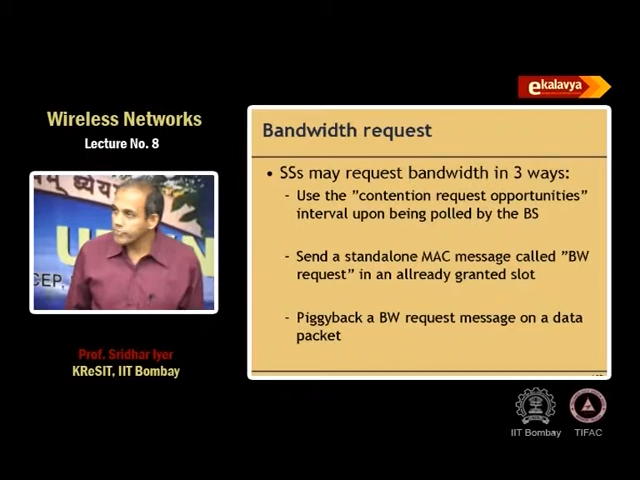 ekalavya
Wireless Networks
Lecture No. 8
Bandwidth request
• SSs may request bandwidth in 3 ways:
- Use the ”contention request opportunities”
interval upon being polled by the BS
- Send a standalone MAC message called ”BW
request” in an allready granted slot
- Piggyback a BW request message on a data
packet
Prof. Sridhar Iyer
KReSIT, IIT Bombay
IIT Bombay
TIFAC